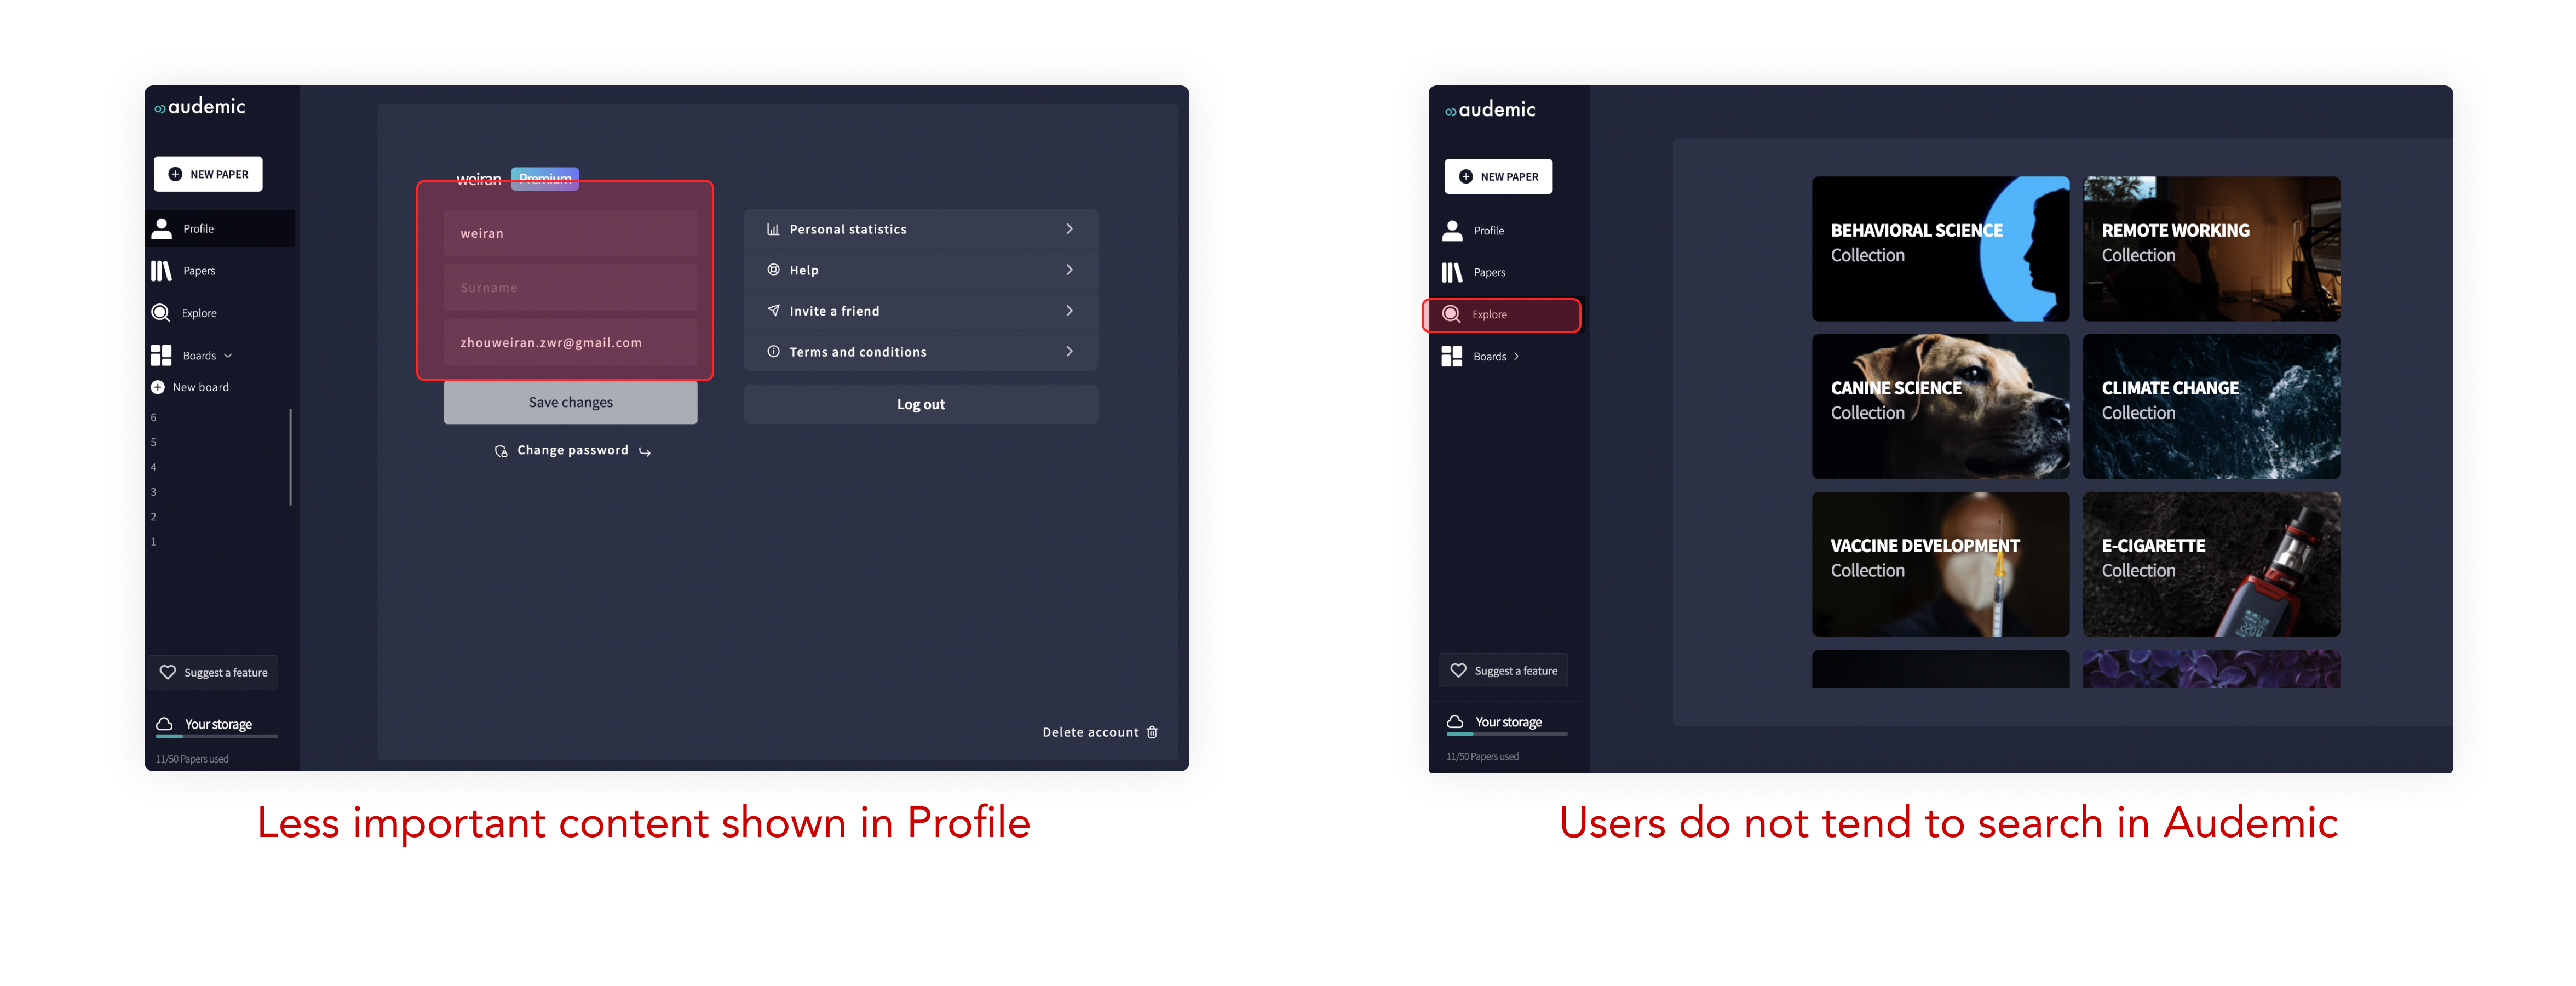 audemic
NEW PAPER
Profile
Papers
Explore
Boards
New board
6
5
4
3
2
1
Suggest a feature
Your storage
11/50 Papers used
weiran Premium
weiran
Surname
zhouweiran.zwr@gmail.com
Save changes
Change password
Personal statistics
Help
Invite a friend
Terms and conditions
Log out
Delete account
Less important content shown in Profile
audemic
NEW PAPER
Profile
Papers
Explore
Boards
Suggest a feature
Your storage
11/50 Papers used
BEHAVIORAL SCIENCE
Collection
REMOTE WORKING
Collection
CANINE SCIENCE
Collection
CLIMATE CHANGE
Collection
VACCINE DEVELOPMENT
Collection
E-CIGARETTE
Collection
Users do not tend to search in Audemic